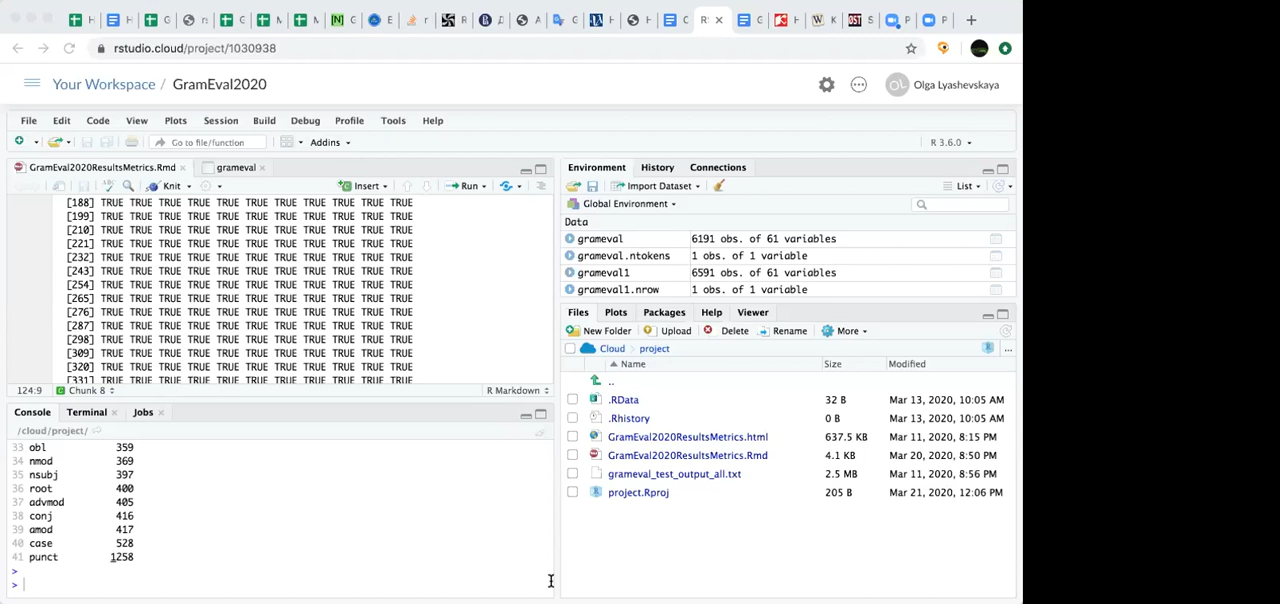 rstudio.cloud/project/1030938
Your Workspace / GramEval2020
Olga Lyashevskaya
File Edit Code View Plots Session Build Debug Profile Tools Help
Go to file/function Addins R 3.6.0
GramEval2020ResultsMetrics.Rmd grameval
Knit Insert Run
[188] TRUE TRUE TRUE TRUE TRUE TRUE TRUE TRUE TRUE TRUE TRUE
[199] TRUE TRUE TRUE TRUE TRUE TRUE TRUE TRUE TRUE TRUE TRUE
[210] TRUE TRUE TRUE TRUE TRUE TRUE TRUE TRUE TRUE TRUE TRUE
[221] TRUE TRUE TRUE TRUE TRUE TRUE TRUE TRUE TRUE TRUE TRUE
[232] TRUE TRUE TRUE TRUE TRUE TRUE TRUE TRUE TRUE TRUE TRUE
[243] TRUE TRUE TRUE TRUE TRUE TRUE TRUE TRUE TRUE TRUE TRUE
[254] TRUE TRUE TRUE TRUE TRUE TRUE TRUE TRUE TRUE TRUE TRUE
[265] TRUE TRUE TRUE TRUE TRUE TRUE TRUE TRUE TRUE TRUE TRUE
[276] TRUE TRUE TRUE TRUE TRUE TRUE TRUE TRUE TRUE TRUE TRUE
[287] TRUE TRUE TRUE TRUE TRUE TRUE TRUE TRUE TRUE TRUE TRUE
[298] TRUE TRUE TRUE TRUE TRUE TRUE TRUE TRUE TRUE TRUE TRUE
[309] TRUE TRUE TRUE TRUE TRUE TRUE TRUE TRUE TRUE TRUE TRUE
[320] TRUE TRUE TRUE TRUE TRUE TRUE TRUE TRUE TRUE TRUE TRUE
[331] TRUE TRUE TRUE TRUE TRUE TRUE TRUE TRUE TRUE TRUE TRUE
124:9 Chunk 8 R Markdown
Console Terminal Jobs
/cloud/project/
33 obl 359
34 nmod 369
35 nsubj 397
36 root 400
37 advmod 405
38 conj 416
39 amod 417
40 case 528
41 punct 1258
>
>
Environment History Connections
Import Dataset List
Global Environment
Data
grameval 6191 obs. of 61 variables
grameval.ntokens 1 obs. of 1 variable
grameval1 6591 obs. of 61 variables
grameval1.nrow 1 obs. of 1 variable
Files Plots Packages Help Viewer
New Folder Upload Delete Rename More
Cloud project
Name Size Modified
..
.RData 32 B Mar 13, 2020, 10:05 AM
.Rhistory 0 B Mar 13, 2020, 10:05 AM
GramEval2020ResultsMetrics.html 637.5 KB Mar 11, 2020, 8:15 PM
GramEval2020ResultsMetrics.Rmd 4.1 KB Mar 20, 2020, 8:50 PM
grameval_test_output_all.txt 2.5 MB Mar 11, 2020, 8:56 PM
project.Rproj 205 B Mar 21, 2020, 12:06 PM